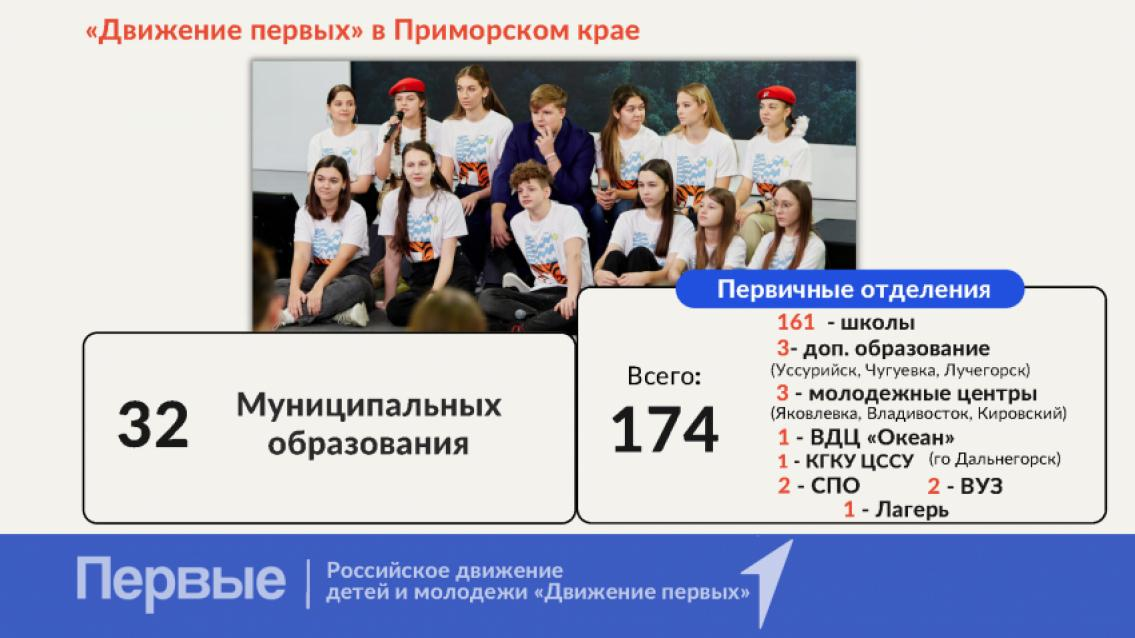 «Движение первых» в Приморском крае
32
Муниципальных
образования
Первичные отделения
Всего:
174
161 - школы
3- доп. образование
(Уссурийск, Чугуевка, Лучегорск)
3 - молодежные центры
(Яковлевка, Владивосток, Кировский)
1 - ВДЦ «Океан»
1 - КГКУ ЦССУ (го Дальнегорск)
2 - СПО 2 - ВУЗ
1 - Лагерь
Первые
Российское движение
детей и молодежи «Движение первых»